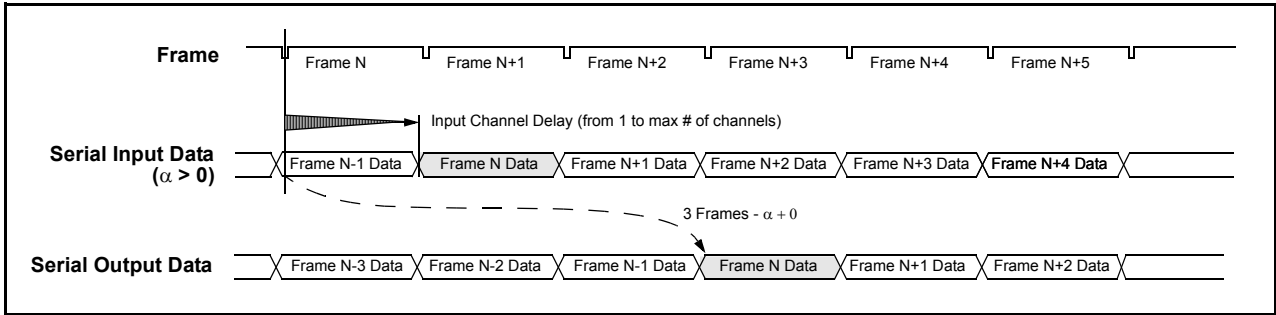 Frame
Frame N Frame N+1 Frame N+2 Frame N+3 Frame N+4 Frame N+5
Input Channel Delay (from 1 to max # of channels)
Serial Input Data
(α > 0)
Frame N-1 Data Frame N Data Frame N+1 Data Frame N+2 Data Frame N+3 Data Frame N+4 Data
3 Frames - α + 0
Serial Output Data
Frame N-3 Data Frame N-2 Data Frame N-1 Data Frame N Data Frame N+1 Data Frame N+2 Data